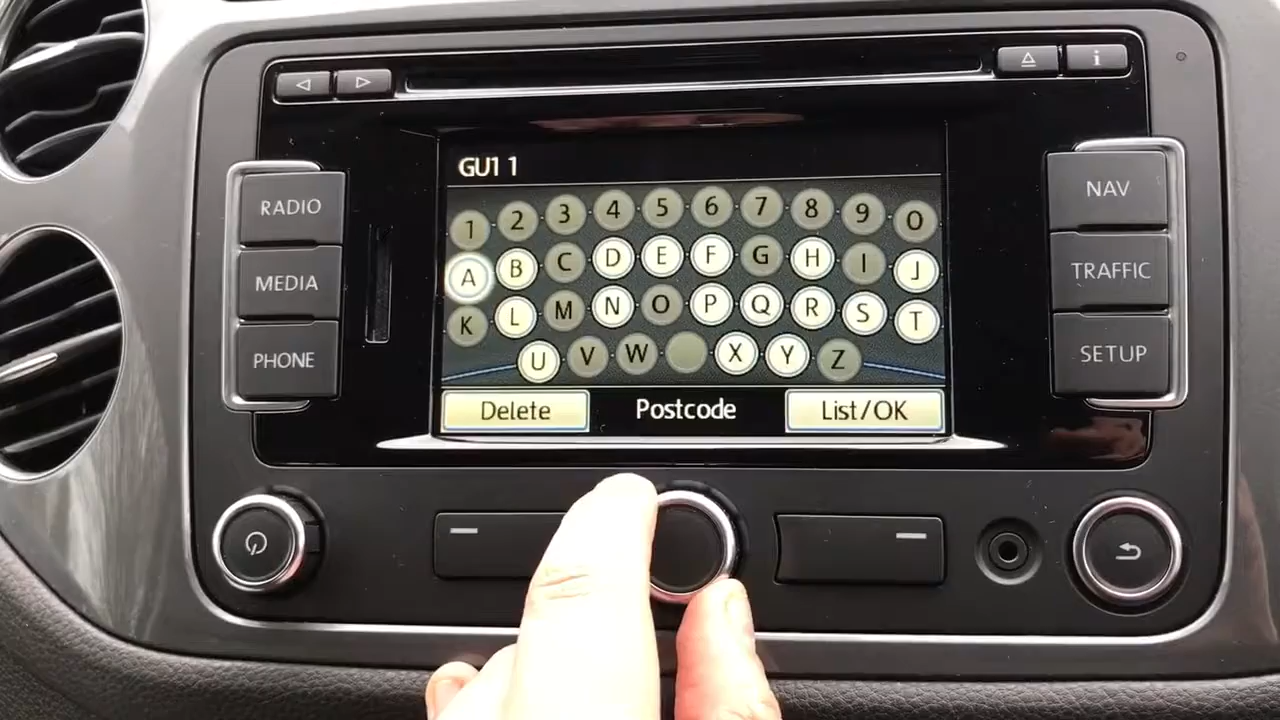 i
RADIO
MEDIA
PHONE
GU1 1
1 2 3 4 5 6 7 8 9 0
A B C D E F G H I J
K L M N O P Q R S T
U V W X Y Z
Delete Postcode List/OK
NAV
TRAFFIC
SETUP